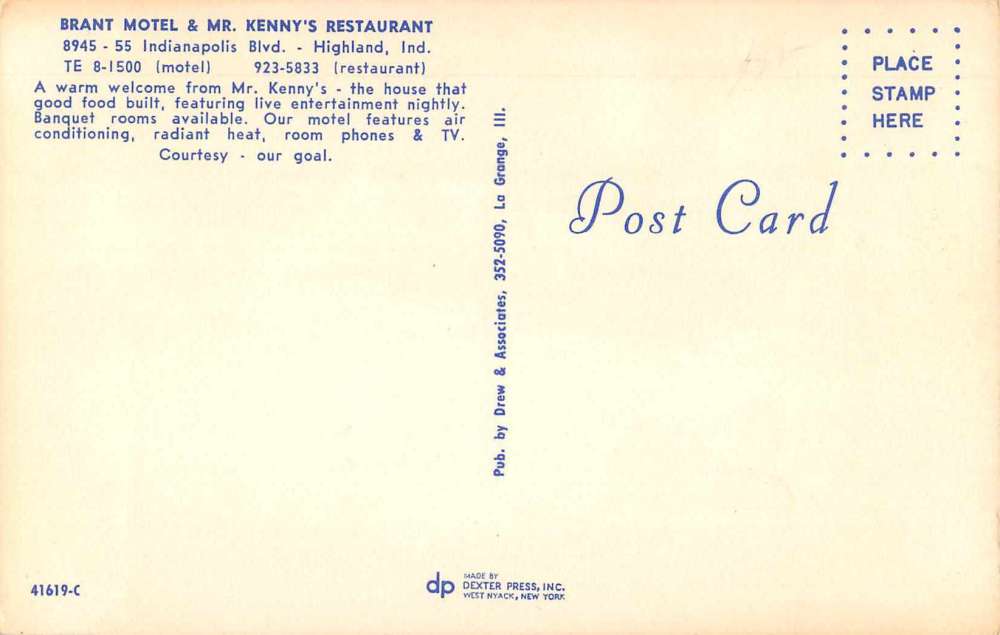 BRANT MOTEL & MR. KENNY'S RESTAURANT
8945 - 55 Indianapolis Blvd. - Highland, Ind.
TE 8-1500 (motel) 923-5833 (restaurant)
A warm welcome from Mr. Kenny's - the house that
good food built, featuring live entertainment nightly.
Banquet rooms available. Our motel features air
conditioning, radiant heat, room phones & TV.
Courtesy - our goal.
Pub. by Drew & Associates, 352-5090, La Grange, Ill.
PLACE
STAMP
HERE
Post Card
41619-C
dp
MADE BY
DEXTER PRESS, INC.
WEST NYACK, NEW YORK